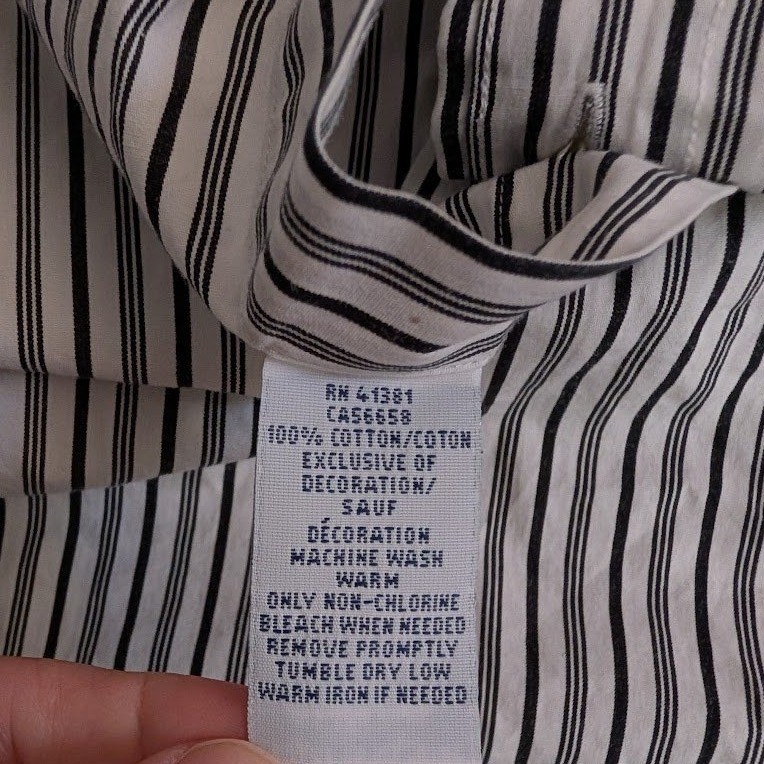 RN 41381
CA56658
100% COTTON/COTON
EXCLUSIVE OF
DECORATION/
SAUF
DÉCORATION
MACHINE WASH
WARM
ONLY NON-CHLORINE
BLEACH WHEN NEEDED
REMOVE PROMPTLY
TUMBLE DRY LOW
WARM IRON IF NEEDED